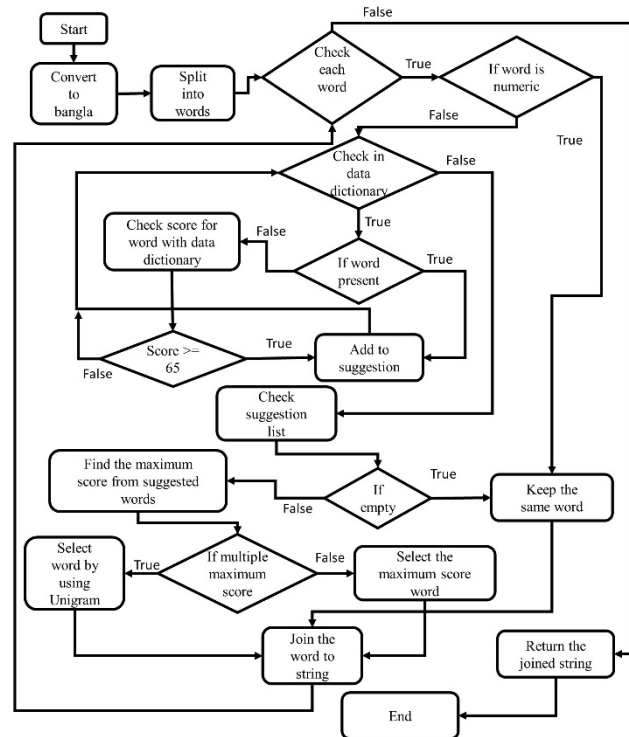 False
Start
Check
each
word
True
If word is
numeric
Convert
to
bangla
Split
into
words
False
True
Check in
data
dictionary
False
True
Check score for
word with data
dictionary
False
If word
present
True
Score >=
65
False
True
Add to
suggestion
Check
suggestion
list
Find the maximum
score from suggested
words
False
If
empty
True
Keep the
same word
Select
word by
using
Unigram
True
If multiple
maximum
score
False
Select the
maximum score
word
Join the
word to
string
Return the
joined string
End